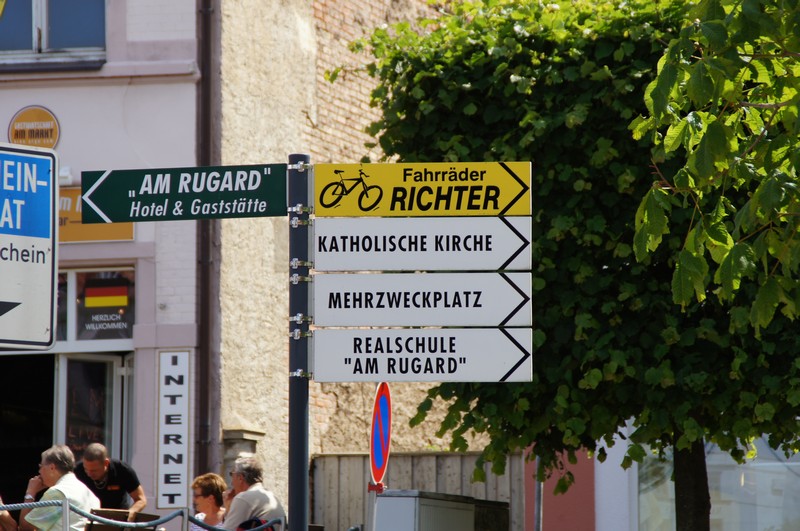 AM MARKT
EIN-
AT
schein
„AM RUGARD"
Hotel & Gaststätte
Fahrräder
RICHTER
KATHOLISCHE KIRCHE
MEHRZWECKPLATZ
REALSCHULE
"AM RUGARD"
HERZLICH
WILLKOMMEN
INTERNET